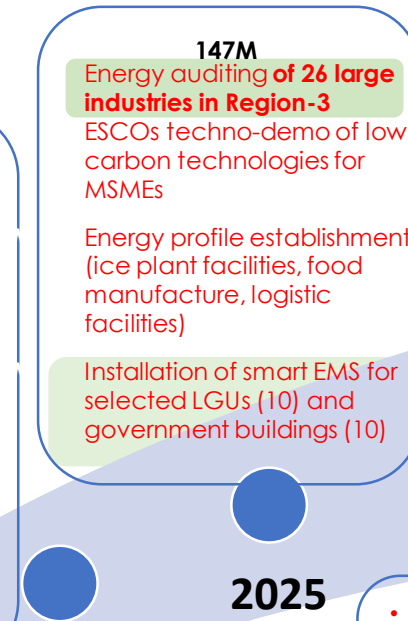 147M
Energy auditing of 26 large
industries in Region-3
ESCOs techno-demo of low
carbon technologies for
MSMEs
Energy profile establishment
(ice plant facilities, food
manufacture, logistic
facilities)
Installation of smart EMS for
selected LGUs (10) and
government buildings (10)
2025
•